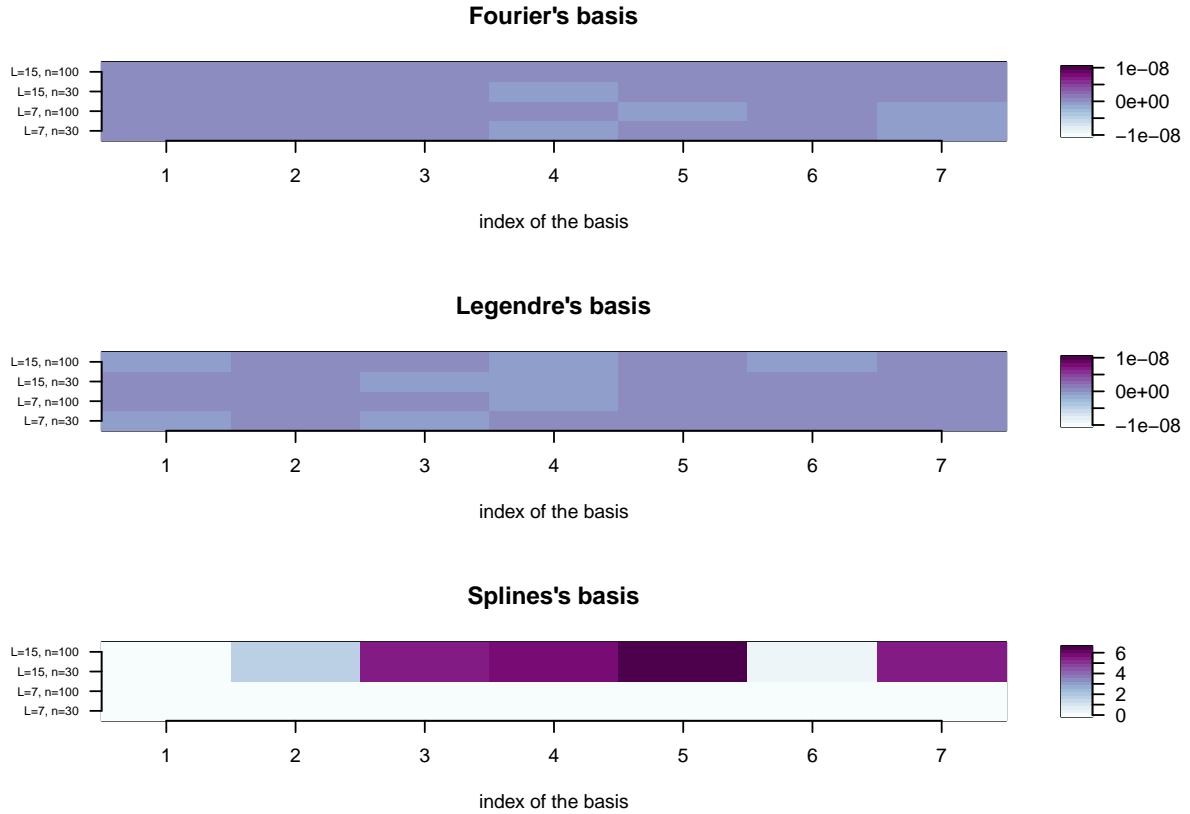 Fourier's basis
L=15, n=100
L=15, n=30
L=7, n=100
L=7, n=30
1e−08
0e+00
−1e−08
1 2 3 4 5 6 7
index of the basis
Legendre's basis
L=15, n=100
L=15, n=30
L=7, n=100
L=7, n=30
1e−08
0e+00
−1e−08
1 2 3 4 5 6 7
index of the basis
Splines's basis
L=15, n=100
L=15, n=30
L=7, n=100
L=7, n=30
6
4
2
0
1 2 3 4 5 6 7
index of the basis